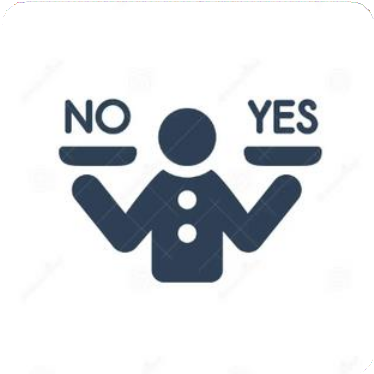 NO YES